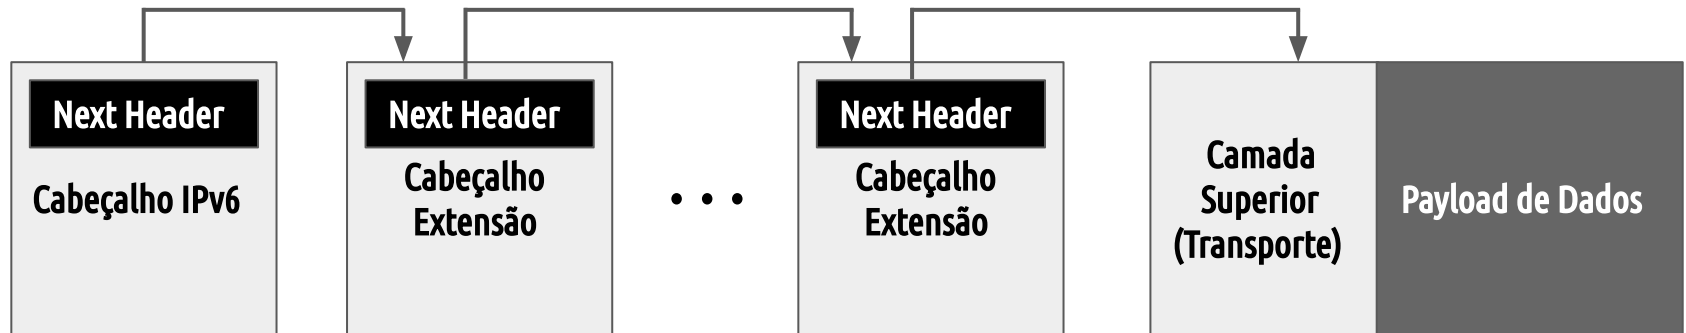 Next Header
Cabeçalho IPv6
Next Header
Cabeçalho
Extensão
. . .
Next Header
Cabeçalho
Extensão
Camada
Superior
(Transporte)
Payload de Dados